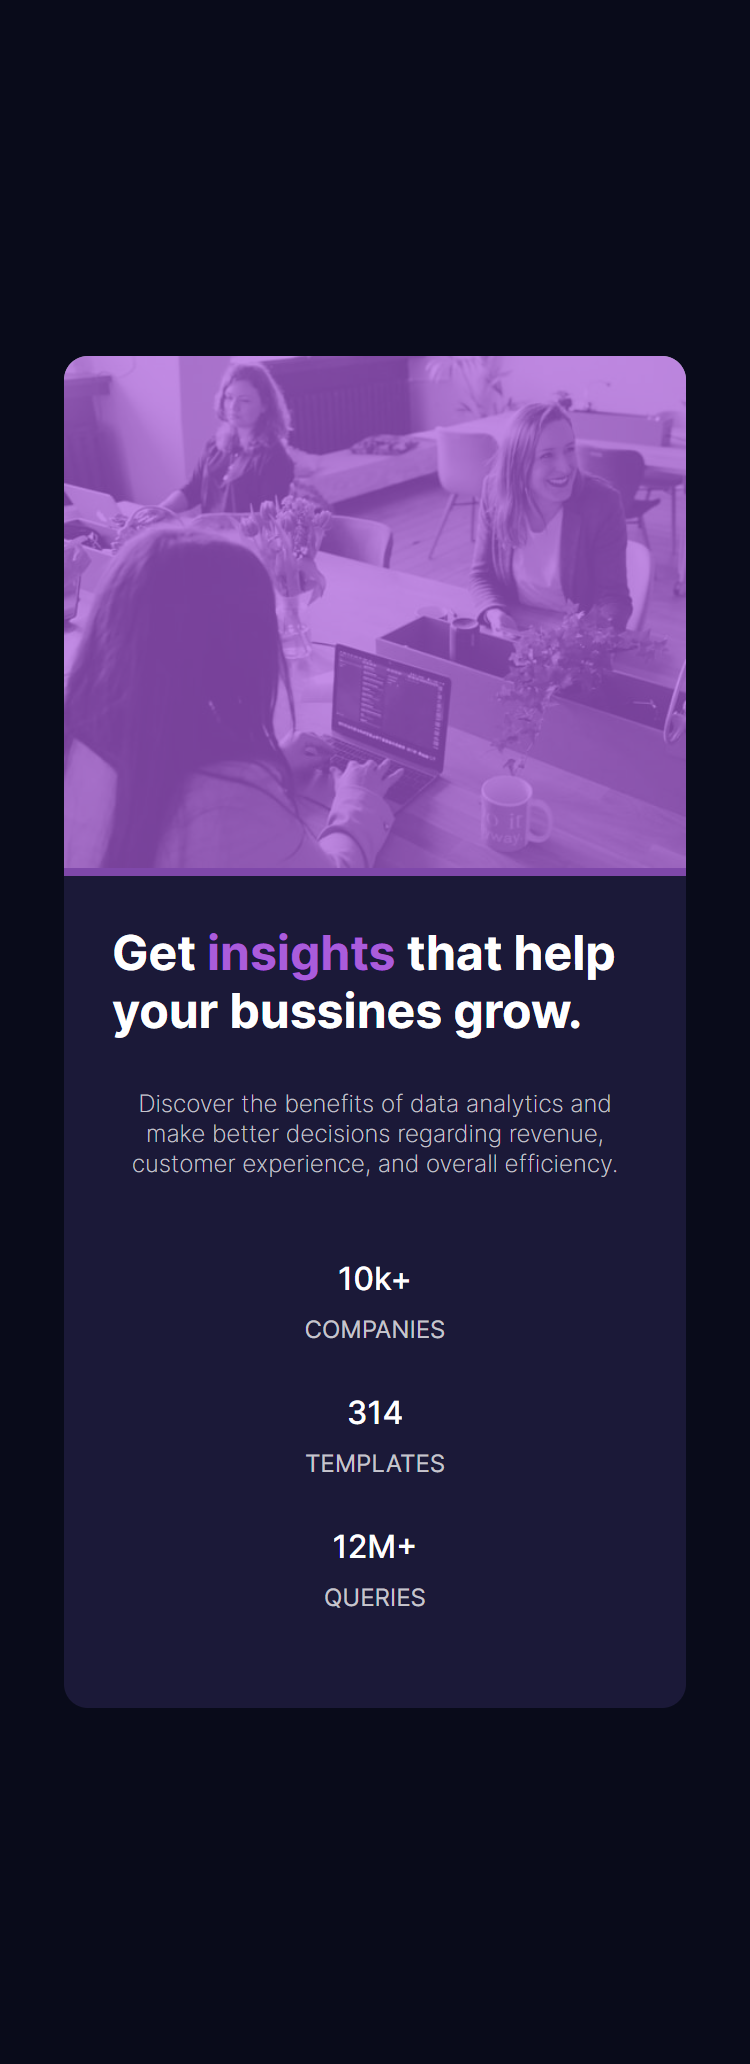 Get insights that help
your bussines grow.
Discover the benefits of data analytics and
make better decisions regarding revenue,
customer experience, and overall efficiency.
10k+
COMPANIES
314
TEMPLATES
12M+
QUERIES